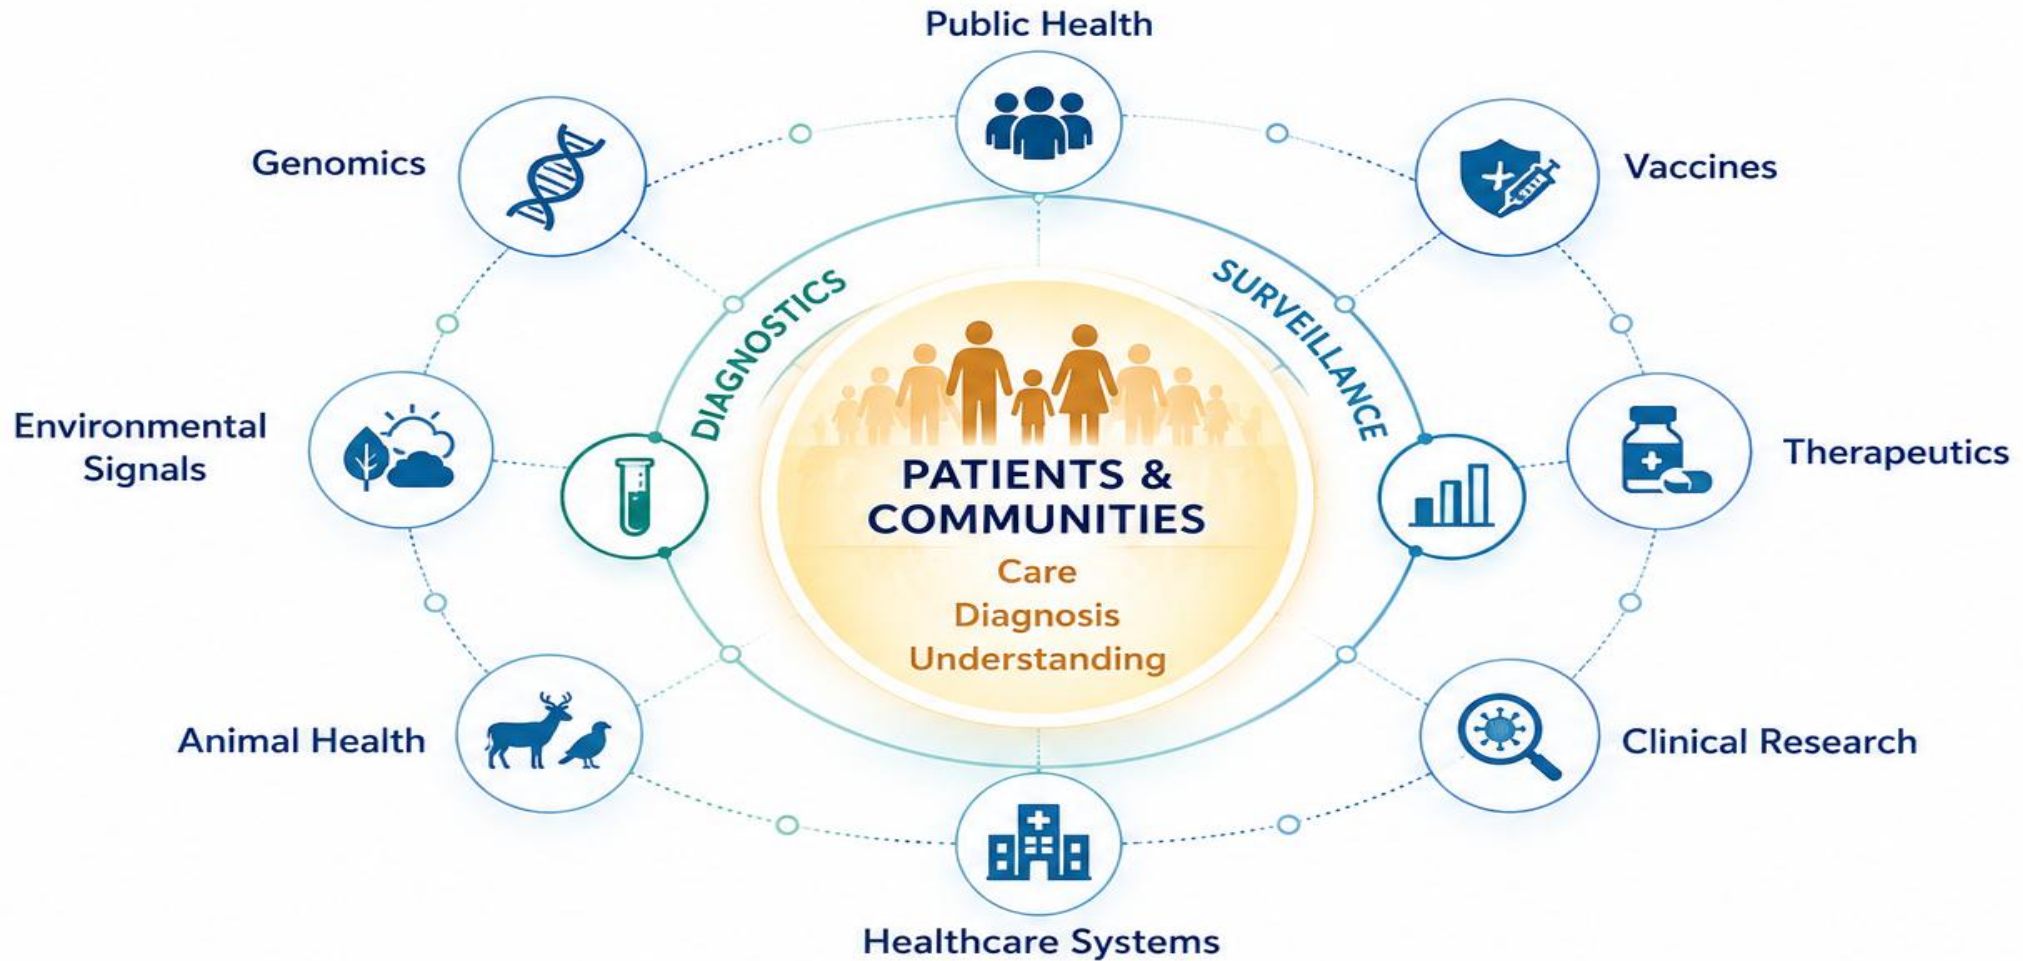 Public Health
Genomics
Vaccines
DIAGNOSTICS
SURVEILLANCE
Environmental
Signals
Therapeutics
PATIENTS &
COMMUNITIES
Care
Diagnosis
Understanding
Animal Health
Clinical Research
Healthcare Systems